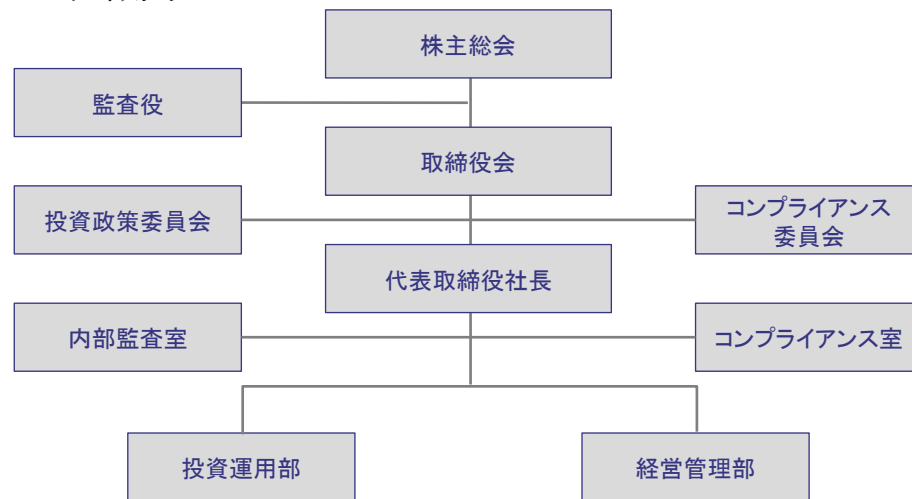 株主総会
監査役
取締役会
投資政策委員会
コンプライアンス
委員会
代表取締役社長
内部監査室
コンプライアンス室
投資運用部
経営管理部